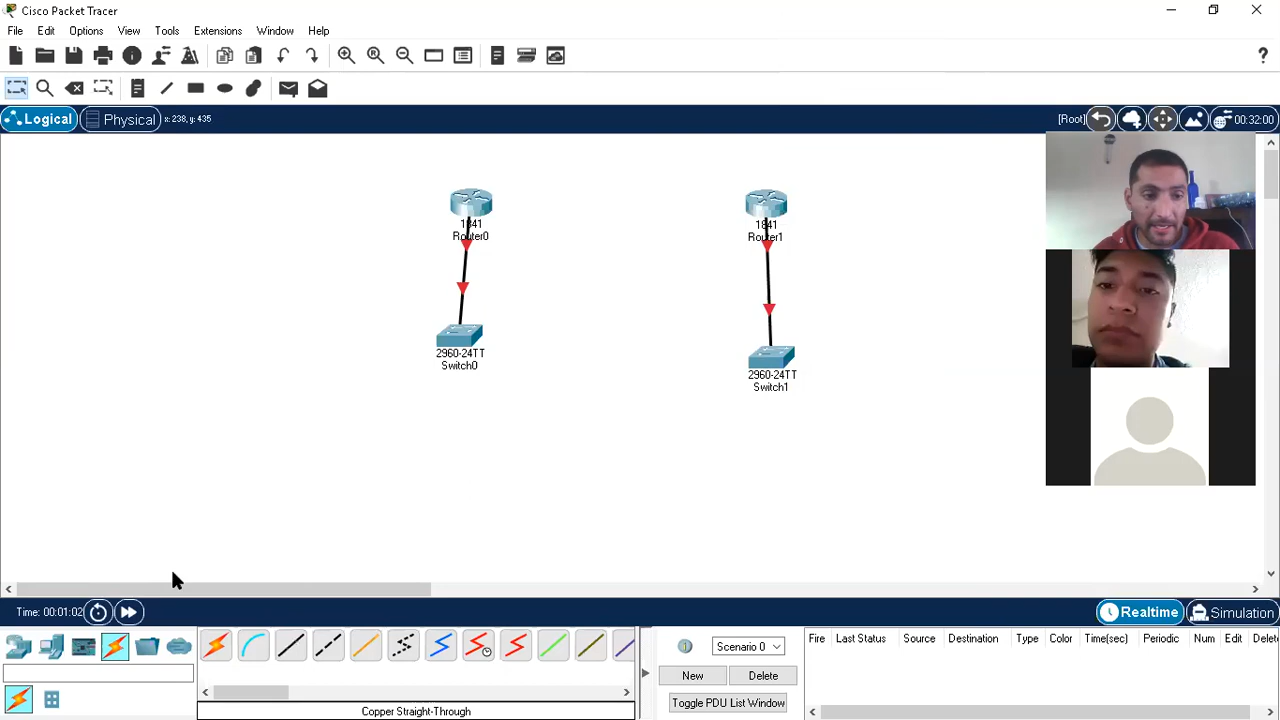 Cisco Packet Tracer
File Edit Options View Tools Extensions Window Help
Logical Physical x: 238, y: 435 [Root] 00:32:00
1841
Router0
1841
Router1
2960-24TT
Switch0
2960-24TT
Switch1
Time: 00:01:02 Realtime Simulation
Scenario 0
New Delete
Toggle PDU List Window
Fire Last Status Source Destination Type Color Time(sec) Periodic Num Edit Delet
Copper Straight-Through